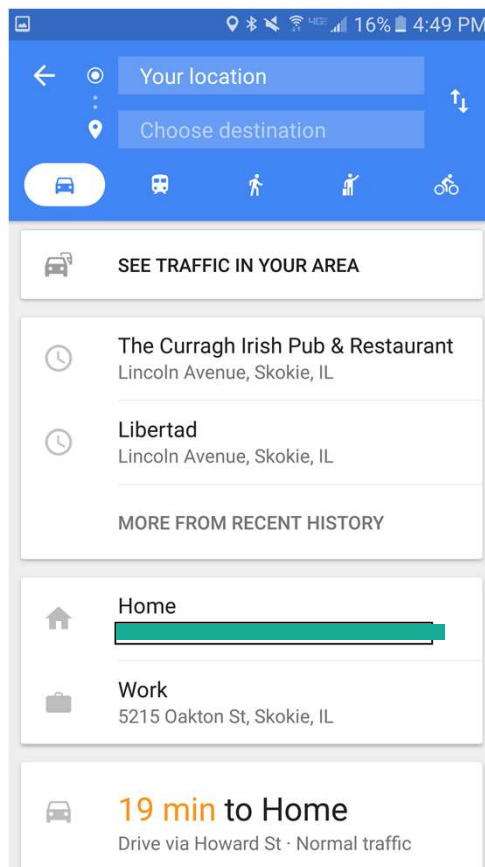 4GE 16% 4:49 PM
Your location
Choose destination
SEE TRAFFIC IN YOUR AREA
The Curragh Irish Pub & Restaurant
Lincoln Avenue, Skokie, IL
Libertad
Lincoln Avenue, Skokie, IL
MORE FROM RECENT HISTORY
Home
Work
5215 Oakton St, Skokie, IL
19 min to Home
Drive via Howard St · Normal traffic